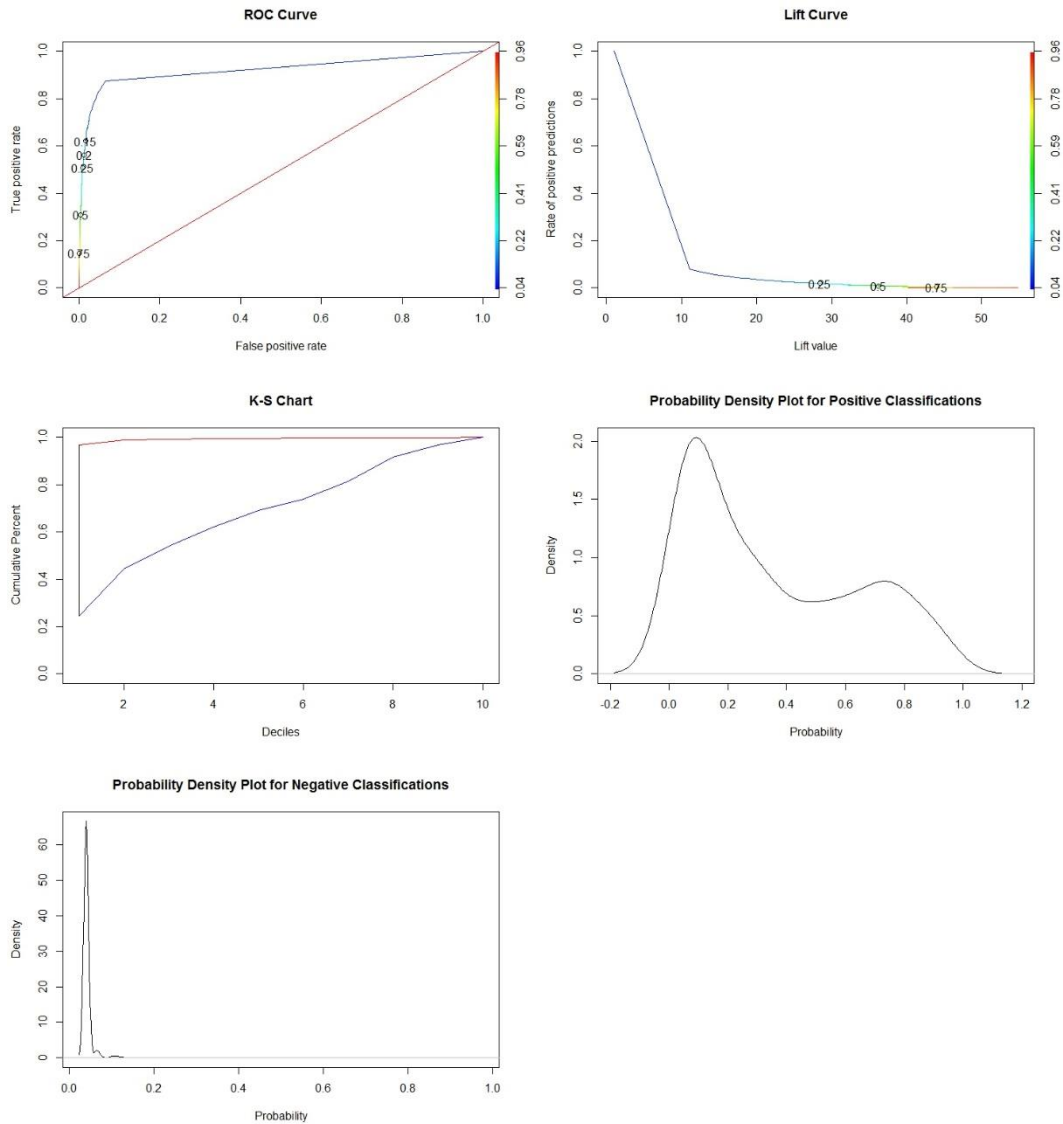 ROC Curve
True positive rate
1.0
0.8
0.6
0.4
0.2
0.0
0.15
0.2
0.25
0.5
0.75
0.96
0.78
0.59
0.41
0.22
0.04
0.0 0.2 0.4 0.6 0.8 1.0
False positive rate
Lift Curve
Rate of positive predictions
1.0
0.8
0.6
0.4
0.2
0.0
0.25 0.5 0.75
0.96
0.78
0.59
0.41
0.22
0.04
0 10 20 30 40 50
Lift value
K-S Chart
Cumulative Percent
1.0
0.8
0.6
0.4
0.2
0.0
2 4 6 8 10
Deciles
Probability Density Plot for Positive Classifications
Density
2.0
1.5
1.0
0.5
0.0
-0.2 0.0 0.2 0.4 0.6 0.8 1.0 1.2
Probability
Probability Density Plot for Negative Classifications
Density
60
50
40
30
20
10
0
0.0 0.2 0.4 0.6 0.8 1.0
Probability